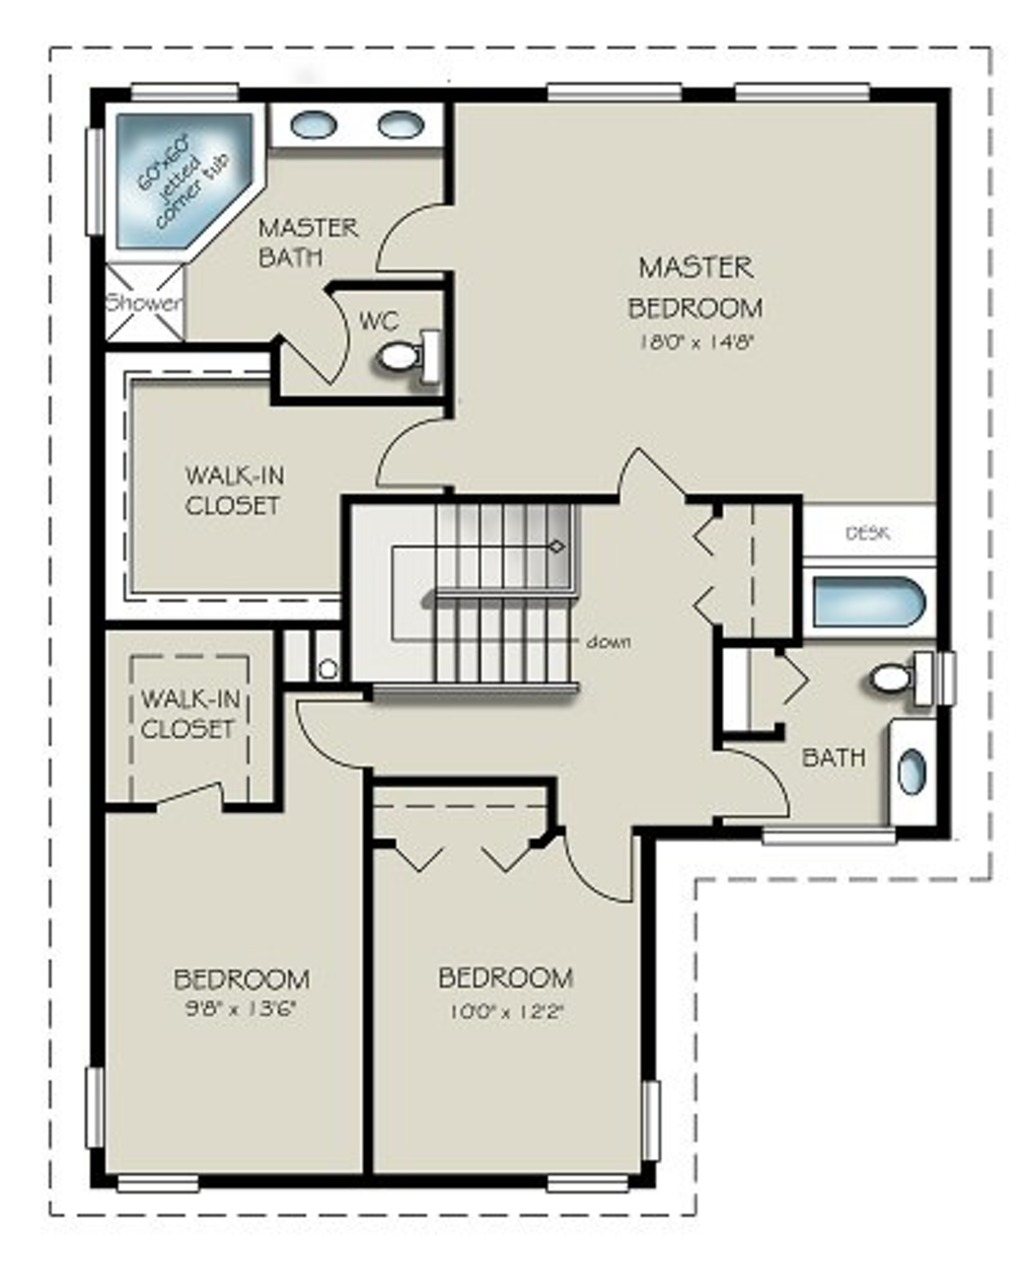 60"x60"
jetted
corner tub
MASTER
BATH
Shower
WC
MASTER
BEDROOM
18'0" x 14'8"
WALK-IN
CLOSET
DESK
down
WALK-IN
CLOSET
BATH
BEDROOM
9'8" x 13'6"
BEDROOM
10'0" x 12'2"